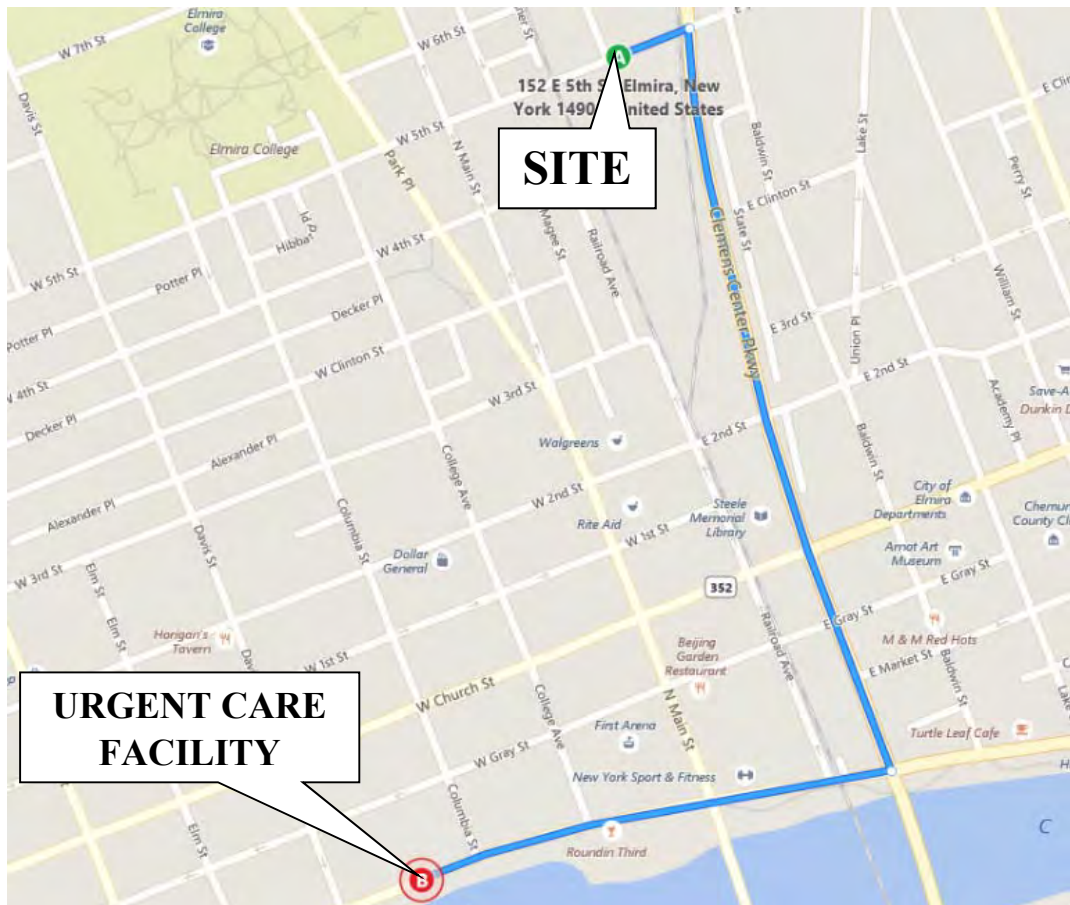 Elmira
College
W 7th St
W 6th St
Davis St
152 E 5th St, Elmira, New
York 1490 United States
E Clin
W 5th St
Elmira College
Park Pl
N Main St
SITE
Lake St
Baldwin St
Perry St
E Clinton St
State St
Clemens Center Pkwy
Magee St
Railroad Ave
Hibba
Pl
W 4th St
W 5th St
Potter Pl
Decker Pl
William St
E 3rd St
Union Pl
Potter Pl
W Clinton St
W 4th St
W 3rd St
E 2nd St
Academy Pl
Save-A
Dunkin D
Decker Pl
Walgreens
E 2nd St
Baldwin St
Alexander Pl
College Ave
City of
Elmira
Departments
W 2nd St
Steele
Memorial
Library
Rite Aid
Alexander Pl
Columbia St
W 1st St
Chemun
County Cl
Davis St
Dollar
General
Arnot Art
Museum
E Gray St
W 3rd St
Elm St
352
Elm St
Railroad Ave
E Gray St
M & M Red Hots
Horigan's
Tavern
Beijing
Garden
Restaurant
E Market St
Baldwin St
W 1st St
URGENT CARE
FACILITY
W Church St
College Ave
N Main St
First Arena
Turtle Leaf Cafe
Lake
W Gray St
New York Sport & Fitness
Columbia St
Elm St
Roundin Third
C
B